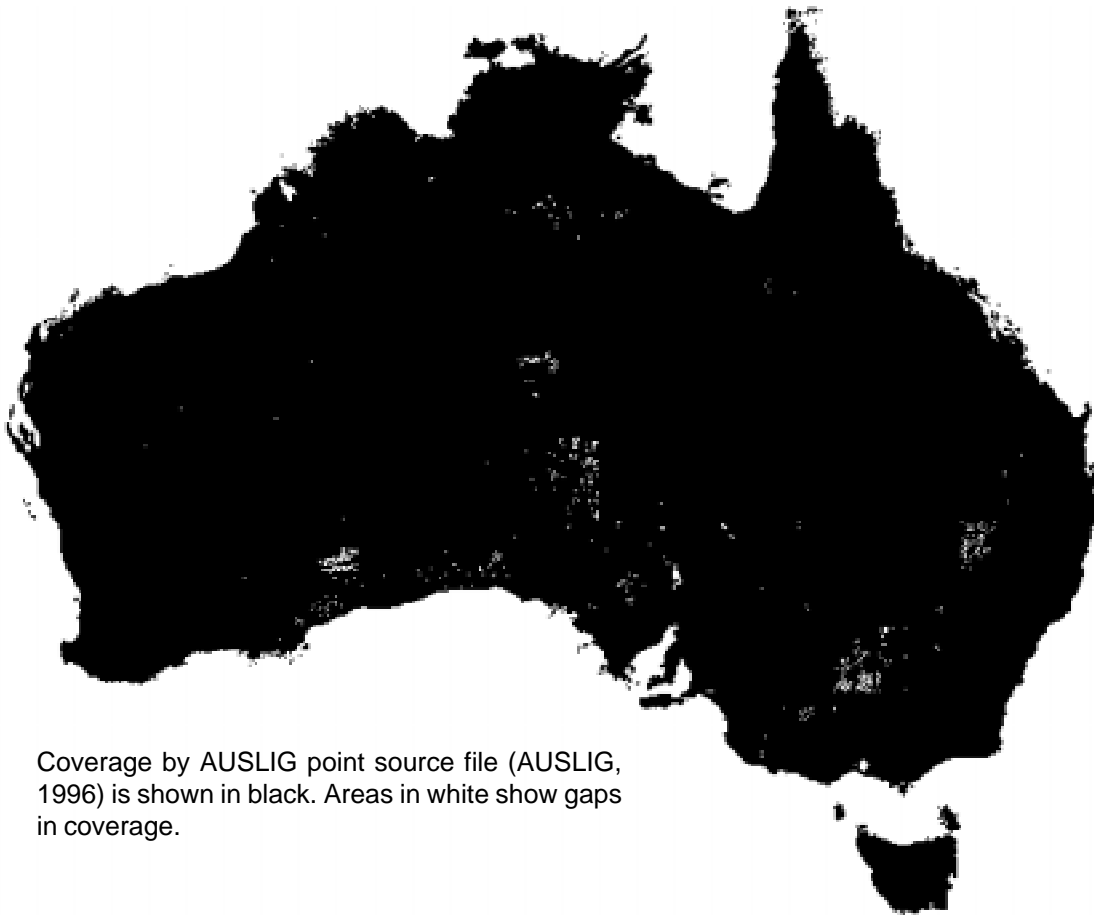 Coverage by AUSLIG point source file (AUSLIG,
1996) is shown in black. Areas in white show gaps
in coverage.